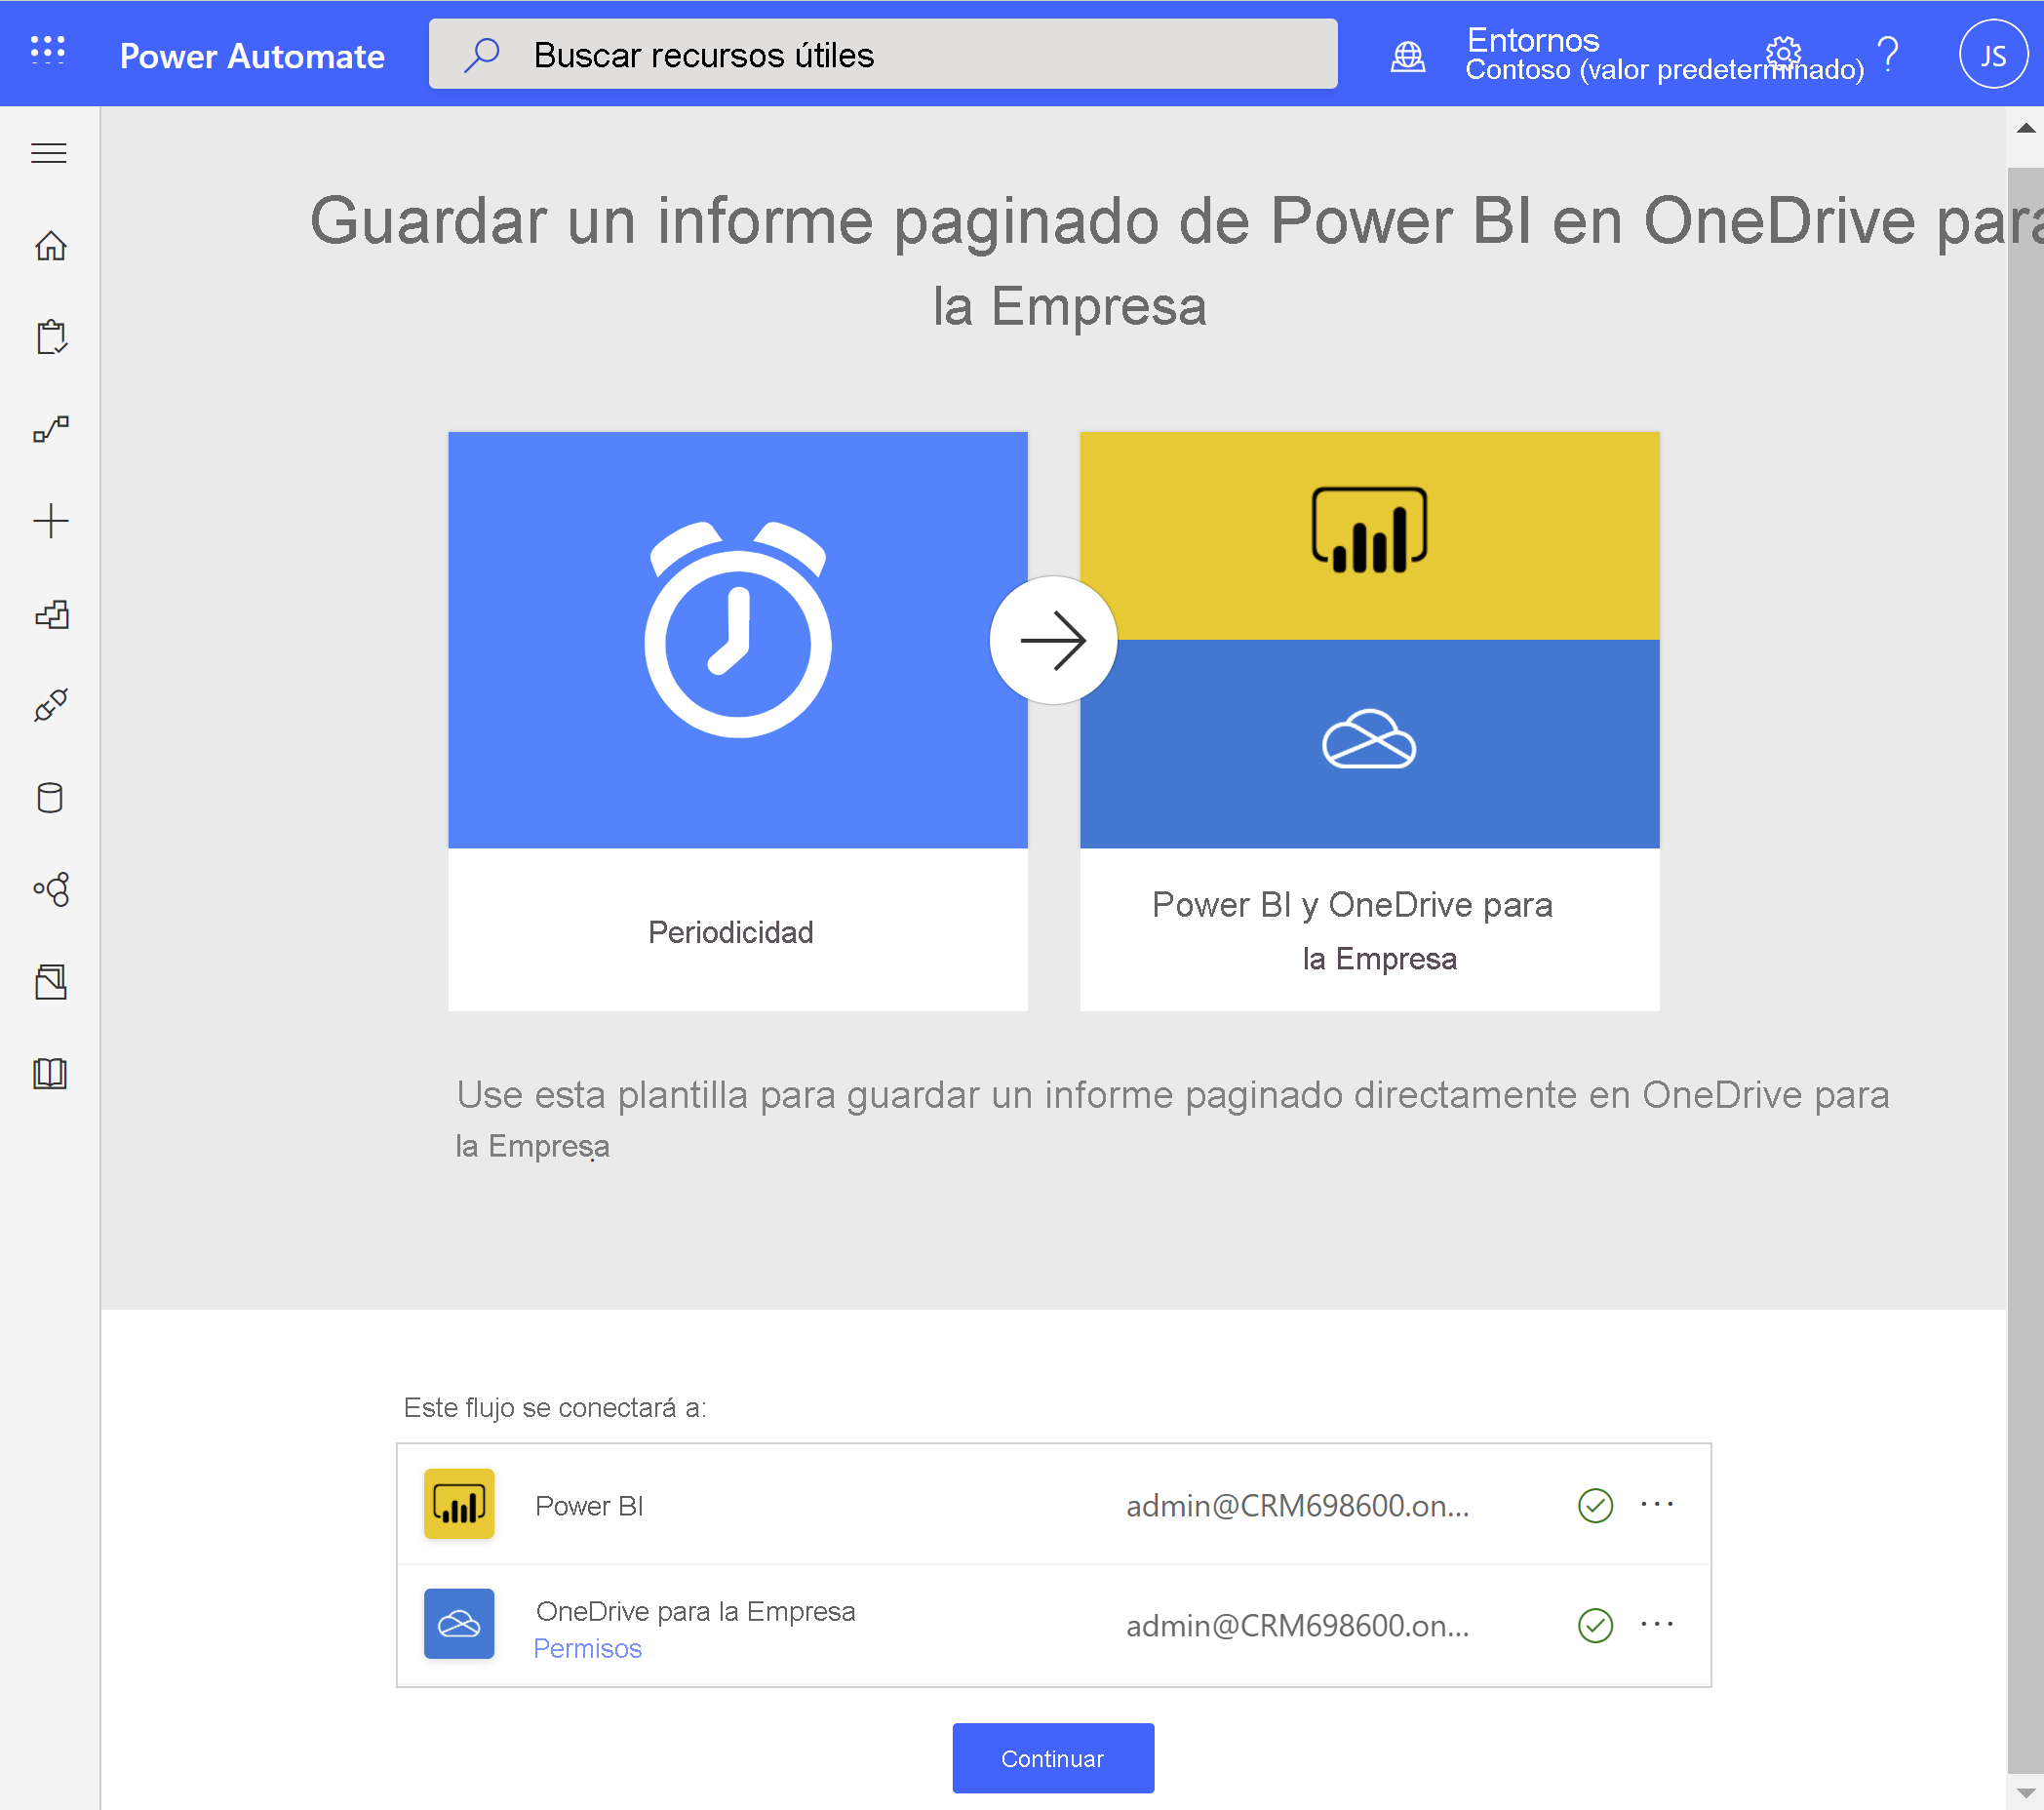 Power Automate
Buscar recursos útiles
Entornos
Contoso (valor predeterminado)
?
JS
Guardar un informe paginado de Power BI en OneDrive para
la Empresa
Periodicidad
Power BI y OneDrive para
la Empresa
Use esta plantilla para guardar un informe paginado directamente en OneDrive para
la Empresa.
Este flujo se conectará a:
Power BI
admin@CRM698600.on...
OneDrive para la Empresa
Permisos
admin@CRM698600.on...
Continuar